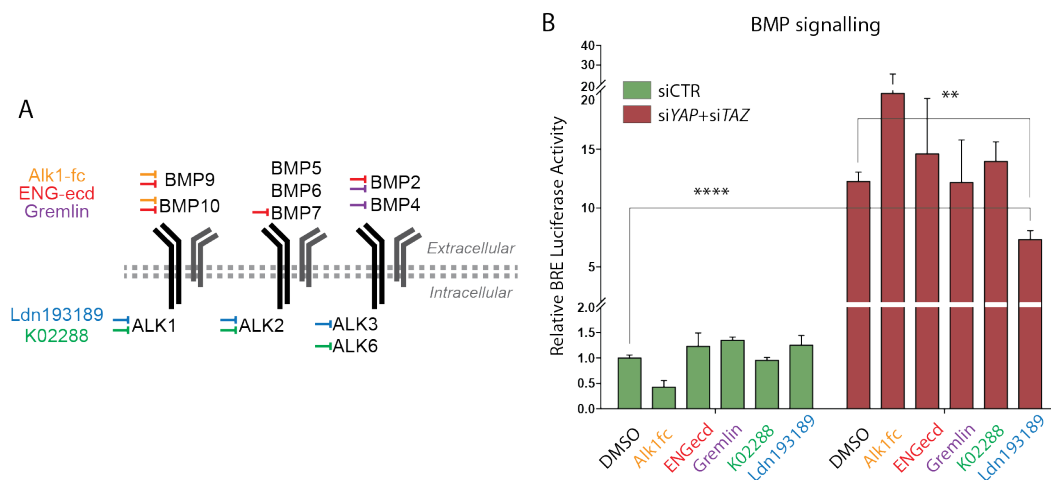 A
Alk1-fc
ENG-ecd
Gremlin
BMP9
BMP10
BMP5
BMP6
BMP7
BMP2
BMP4
Extracellular
Intracellular
Ldn193189
K02288
ALK1
ALK2
ALK3
ALK6
B
BMP signalling
siCTR
siYAP+siTAZ
Relative BRE Luciferase Activity
40
30
20
20
15
10
5
2.0
1.5
1.0
0.5
0.0
****
**
DMSO
Alk1fc
ENGecd
Gremlin
K02288
Ldn193189
DMSO
Alk1fc
ENGecd
Gremlin
K02288
Ldn193189